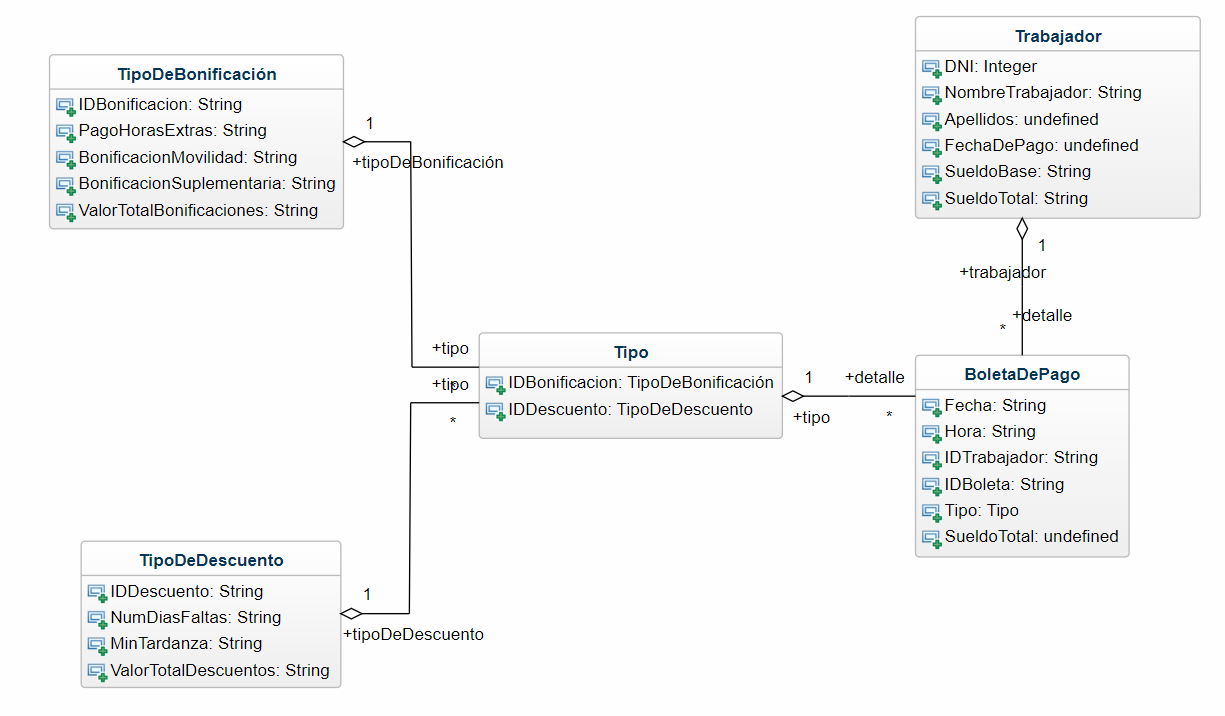 TipoDeBonificación
IDBonificacion: String
PagoHorasExtras: String
BonificacionMovilidad: String
BonificacionSuplementaria: String
ValorTotalBonificaciones: String
1
+tipoDeBonificación
Trabajador
DNI: Integer
NombreTrabajador: String
Apellidos: undefined
FechaDePago: undefined
SueldoBase: String
SueldoTotal: String
1
+trabajador
+detalle
*
+tipo
+tipo
*
*
Tipo
IDBonificacion: TipoDeBonificación
IDDescuento: TipoDeDescuento
1
+detalle
+tipo
*
BoletaDePago
Fecha: String
Hora: String
IDTrabajador: String
IDBoleta: String
Tipo: Tipo
SueldoTotal: undefined
TipoDeDescuento
IDDescuento: String
NumDiasFaltas: String
MinTardanza: String
ValorTotalDescuentos: String
1
+tipoDeDescuento